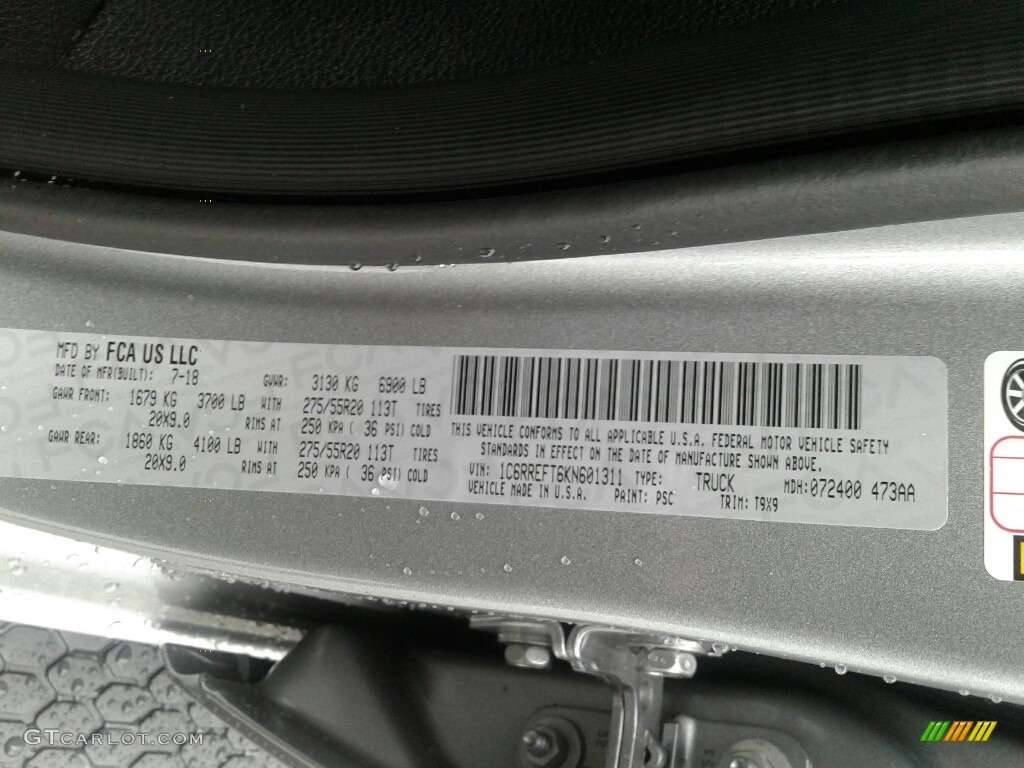 MFD BY FCA US LLC
DATE OF MFR(BUILT): 7-18 GVWR: 3130 KG 6900 LB
GAWR FRONT: 1679 KG 3700 LB WITH 275/55R20 113T TIRES
20X9.0 RIMS AT 250 KPA ( 36 PSI) COLD
GAWR REAR: 1860 KG 4100 LB WITH 275/55R20 113T TIRES
20X9.0 RIMS AT 250 KPA ( 36 PSI) COLD
THIS VEHICLE CONFORMS TO ALL APPLICABLE U.S.A. FEDERAL MOTOR VEHICLE SAFETY
STANDARDS IN EFFECT ON THE DATE OF MANUFACTURE SHOWN ABOVE.
VIN: 1C6RREFT6KN601311 TYPE: TRUCK MDH:072400 473AA
VEHICLE MADE IN U.S.A. PAINT: PSC TRIM: T9X9
GTCarLot.com